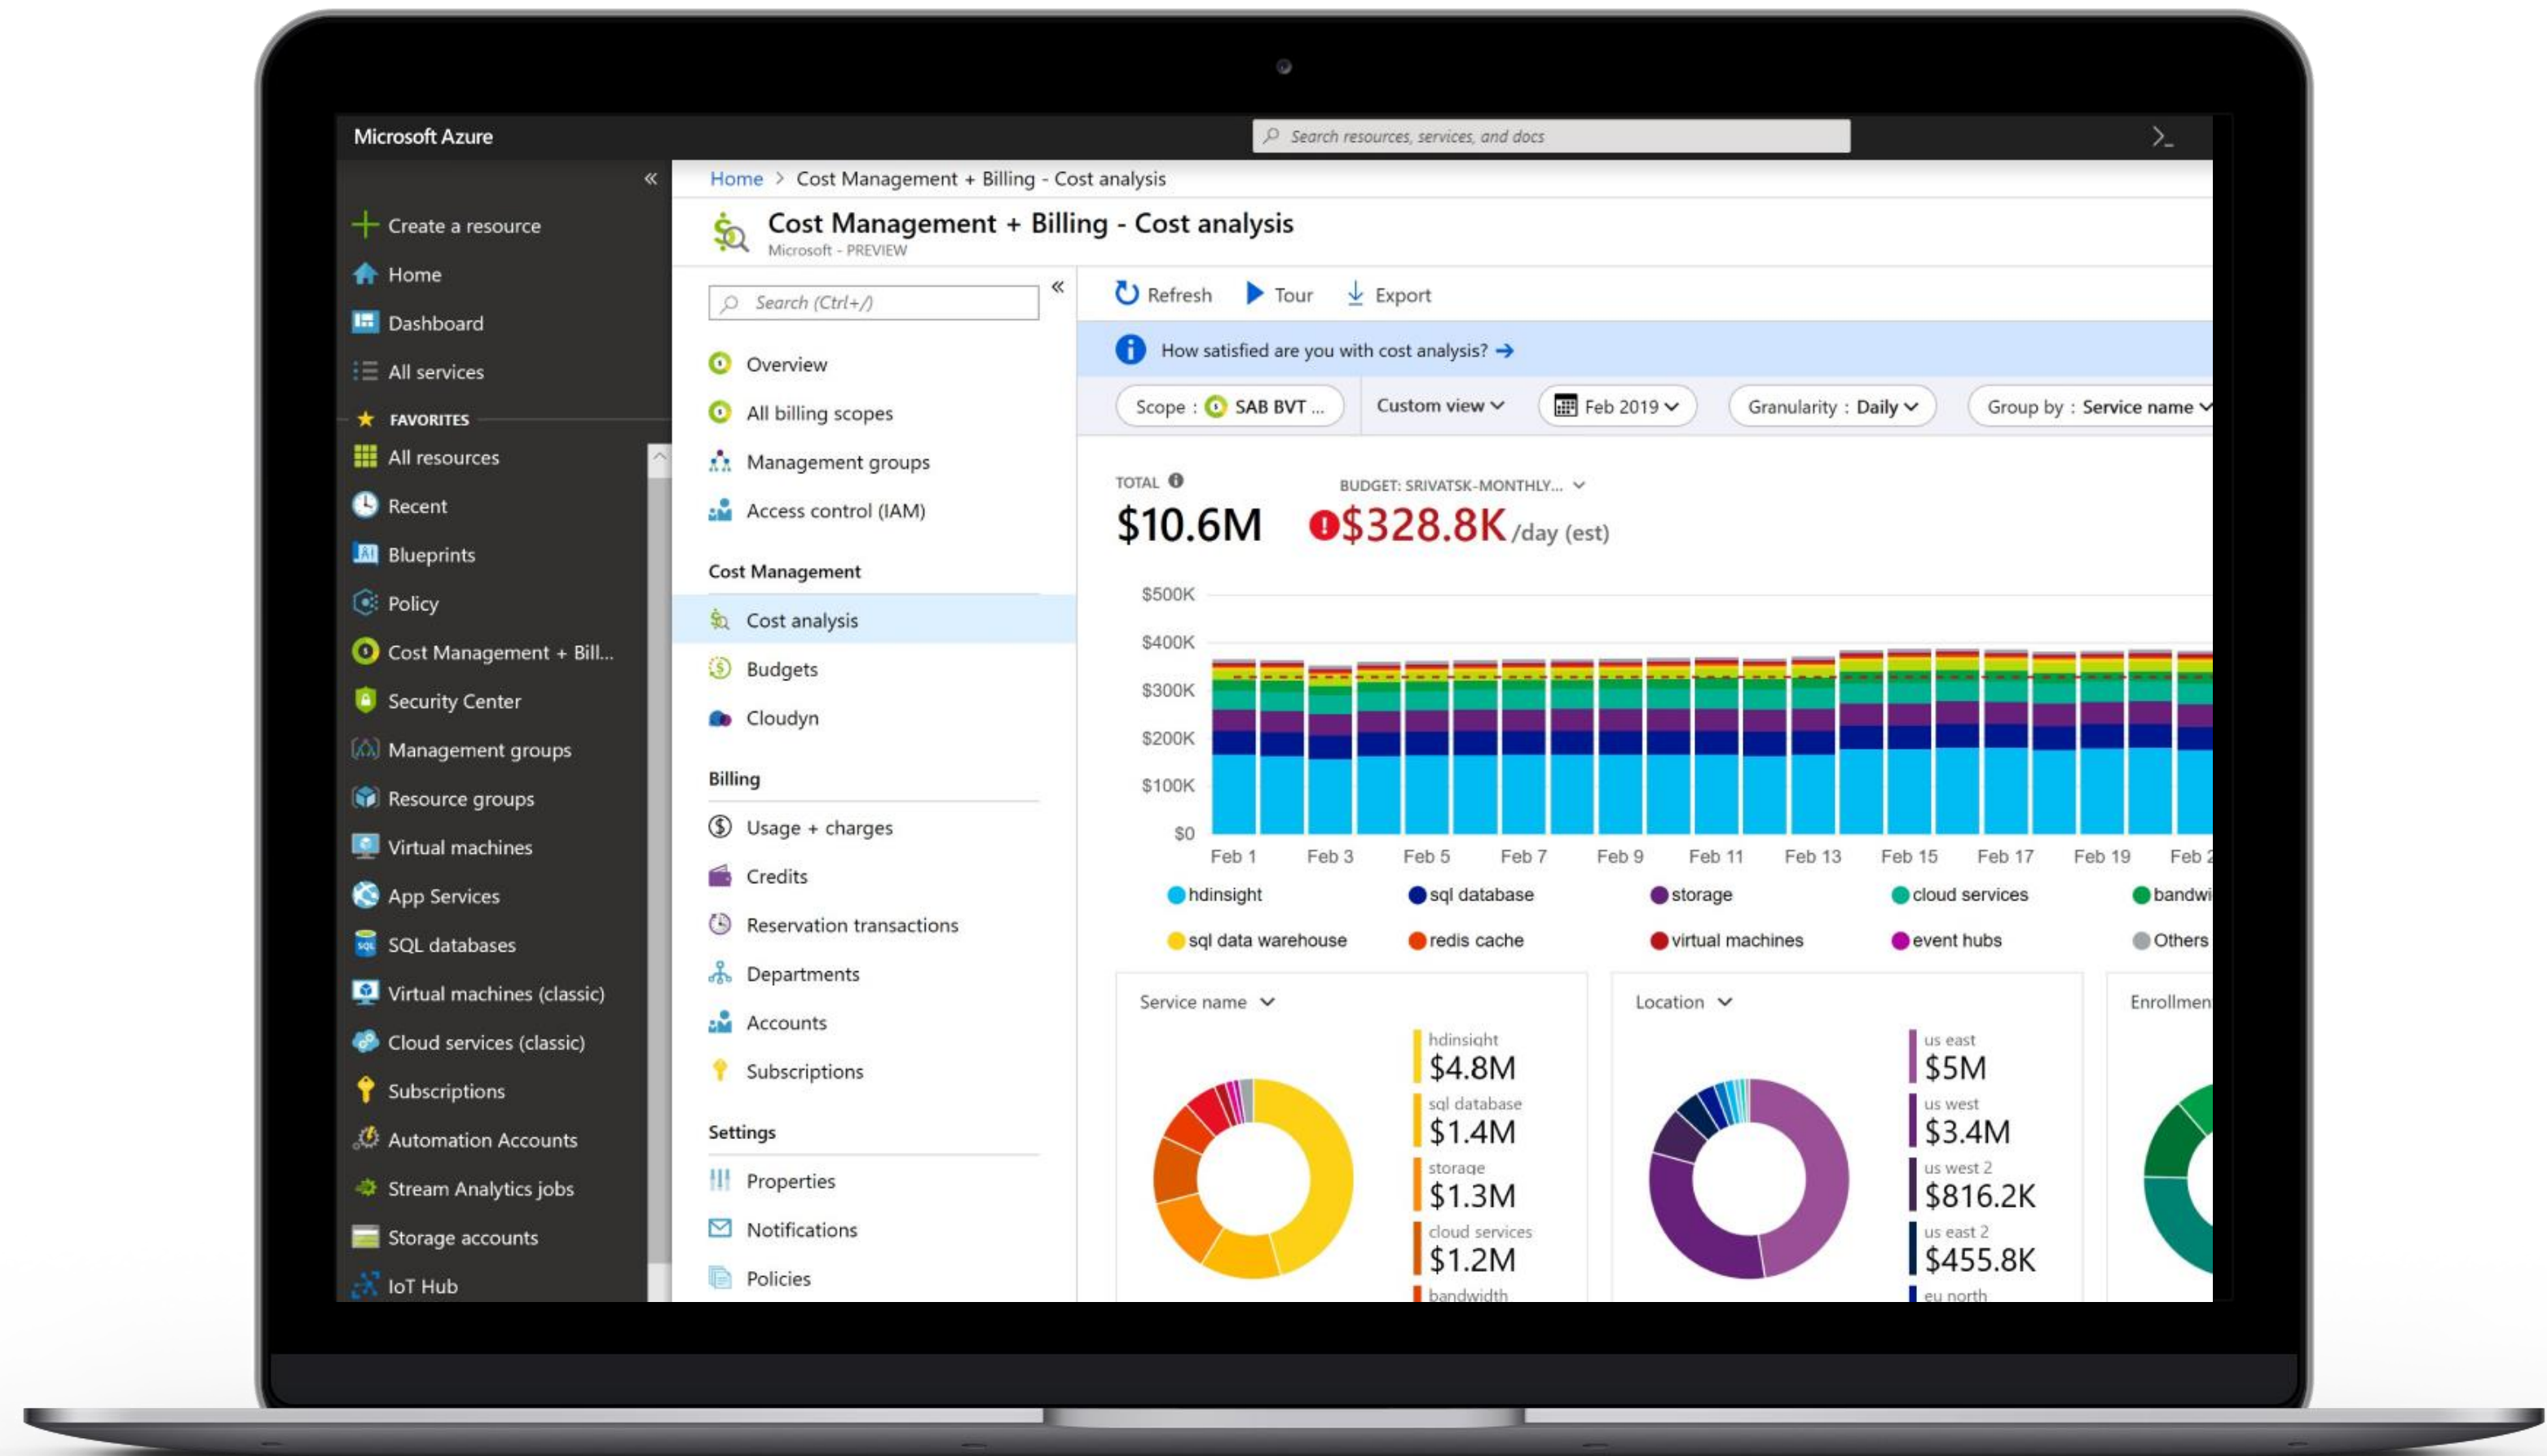 Microsoft Azure
Search resources, services, and docs
Create a resource
Home
Dashboard
All services
FAVORITES
All resources
Recent
Blueprints
Policy
Cost Management + Bill...
Security Center
Management groups
Resource groups
Virtual machines
App Services
SQL databases
Virtual machines (classic)
Cloud services (classic)
Subscriptions
Automation Accounts
Stream Analytics jobs
Storage accounts
IoT Hub
Home > Cost Management + Billing - Cost analysis
Cost Management + Billing - Cost analysis
Microsoft - PREVIEW
Search (Ctrl+/)
Overview
All billing scopes
Management groups
Access control (IAM)
Cost Management
Cost analysis
Budgets
Cloudyn
Billing
Usage + charges
Credits
Reservation transactions
Departments
Accounts
Subscriptions
Settings
Properties
Notifications
Policies
Refresh Tour Export
How satisfied are you with cost analysis?
Scope : SAB BVT ... Custom view Feb 2019 Granularity : Daily Group by : Service name
TOTAL BUDGET: SRIVATSK-MONTHLY...
$10.6M $328.8K /day (est)
$500K
$400K
$300K
$200K
$100K
$0
Feb 1 Feb 3 Feb 5 Feb 7 Feb 9 Feb 11 Feb 13 Feb 15 Feb 17 Feb 19 Feb 2
hdinsight sql database storage cloud services bandwi
sql data warehouse redis cache virtual machines event hubs Others
Service name
hdinsight
$4.8M
sql database
$1.4M
storage
$1.3M
cloud services
$1.2M
bandwidth
Location
us east
$5M
us west
$3.4M
us west 2
$816.2K
us east 2
$455.8K
eu north
Enrollmen